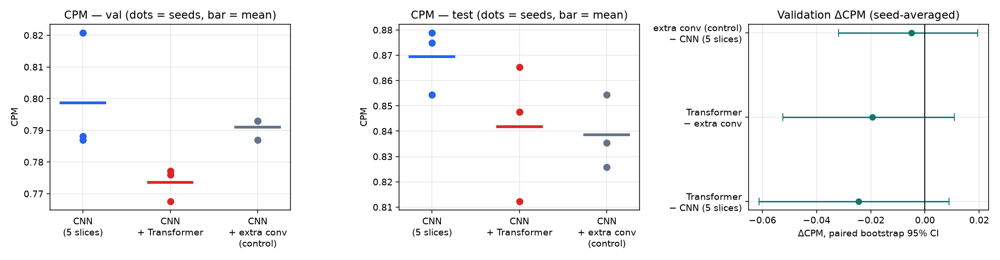 CPM — val (dots = seeds, bar = mean)
CPM
0.82
0.81
0.80
0.79
0.78
0.77
CNN
(5 slices)
CNN
+ Transformer
CNN
+ extra conv
(control)
CPM — test (dots = seeds, bar = mean)
CPM
0.88
0.87
0.86
0.85
0.84
0.83
0.82
0.81
CNN
(5 slices)
CNN
+ Transformer
CNN
+ extra conv
(control)
Validation ΔCPM (seed-averaged)
extra conv (control)
− CNN (5 slices)
Transformer
− extra conv
Transformer
− CNN (5 slices)
−0.06 −0.04 −0.02 0.00 0.02
ΔCPM, paired bootstrap 95% CI